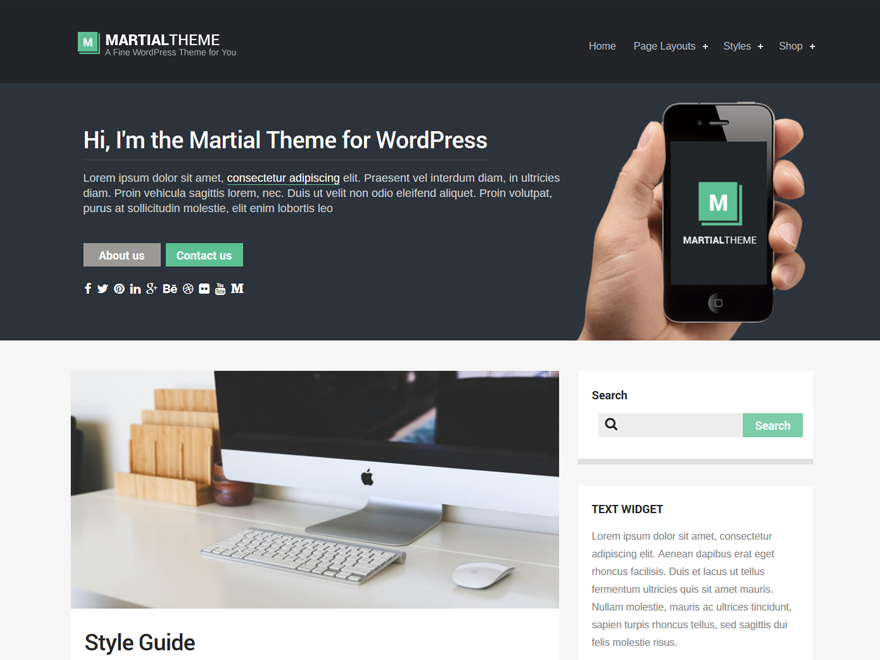 M MARTIALTHEME
A Fine WordPress Theme for You
Home Page Layouts + Styles + Shop +
Hi, I'm the Martial Theme for WordPress
Lorem ipsum dolor sit amet, consectetur adipiscing elit. Praesent vel interdum diam, in ultricies
diam. Proin vehicula sagittis lorem, nec. Duis ut velit non odio eleifend aliquet. Proin volutpat,
purus at sollicitudin molestie, elit enim lobortis leo
About us Contact us
M
MARTIALTHEME
Search
Search
TEXT WIDGET
Lorem ipsum dolor sit amet, consectetur
adipiscing elit. Aenean dapibus erat eget
rhoncus facilisis. Duis et lacus ut tellus
fermentum ultricies quis sit amet mauris.
Nullam molestie, mauris ac ultrices tincidunt,
sapien turpis rhoncus tellus, sed sagittis dui
felis molestie risus.
Style Guide